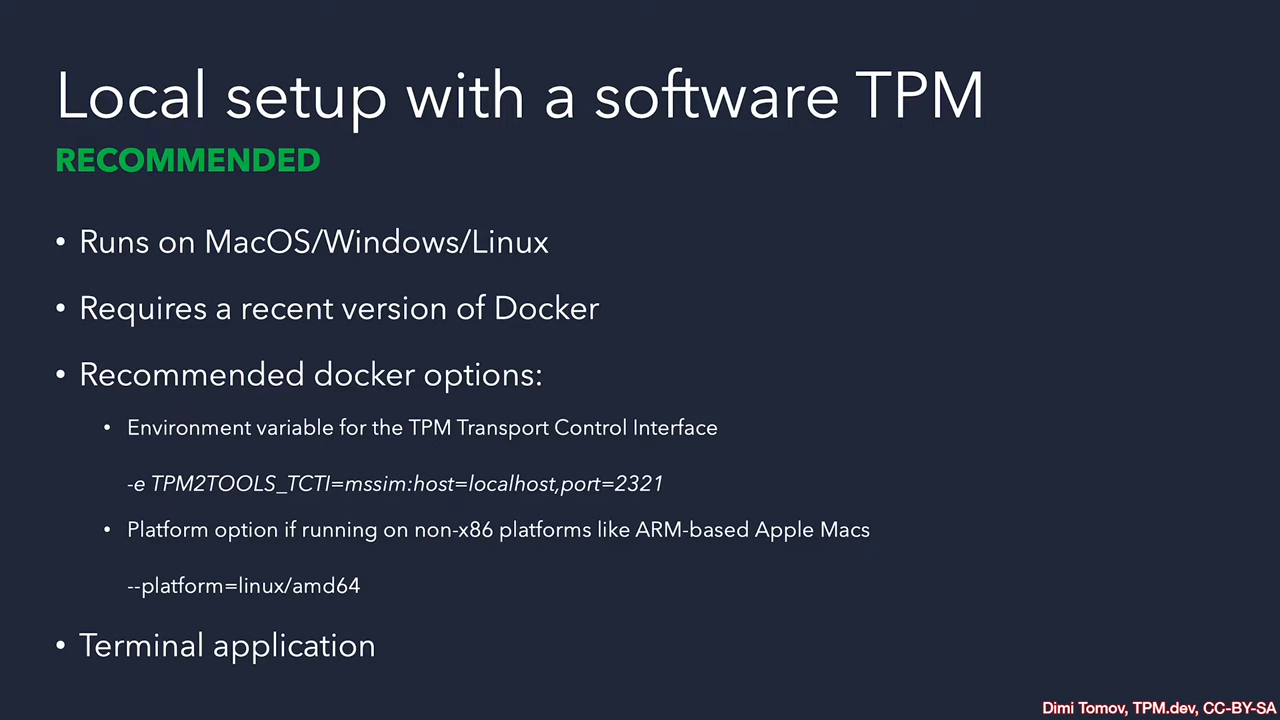 Local setup with a software TPM
RECOMMENDED
• Runs on MacOS/Windows/Linux
• Requires a recent version of Docker
• Recommended docker options:
• Environment variable for the TPM Transport Control Interface
-e TPM2TOOLS_TCTI=mssim:host=localhost,port=2321
• Platform option if running on non-x86 platforms like ARM-based Apple Macs
--platform=linux/amd64
• Terminal application
Dimi Tomov, TPM.dev, CC-BY-SA